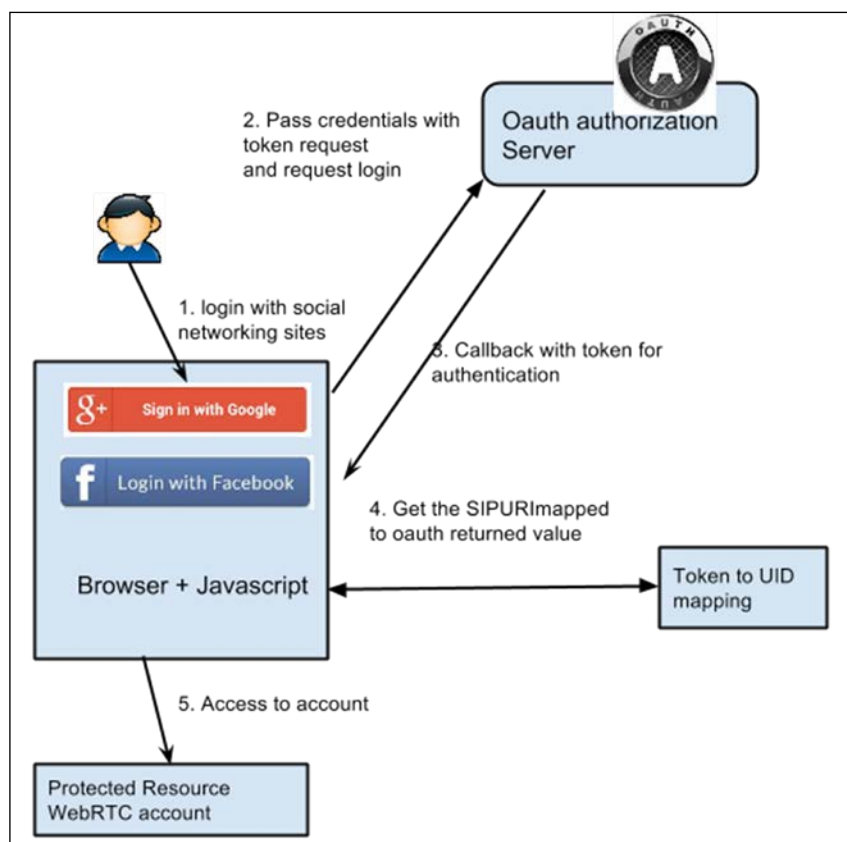 OAUTH
A
OAUTH
Oauth authorization
Server
2. Pass credentials with
token request
and request login
1. login with social
networking sites
3. Callback with token for
authentication
g+ Sign in with Google
f Login with Facebook
4. Get the SIPURImapped
to oauth returned value
Browser + Javascript
Token to UID
mapping
5. Access to account
Protected Resource
WebRTC account